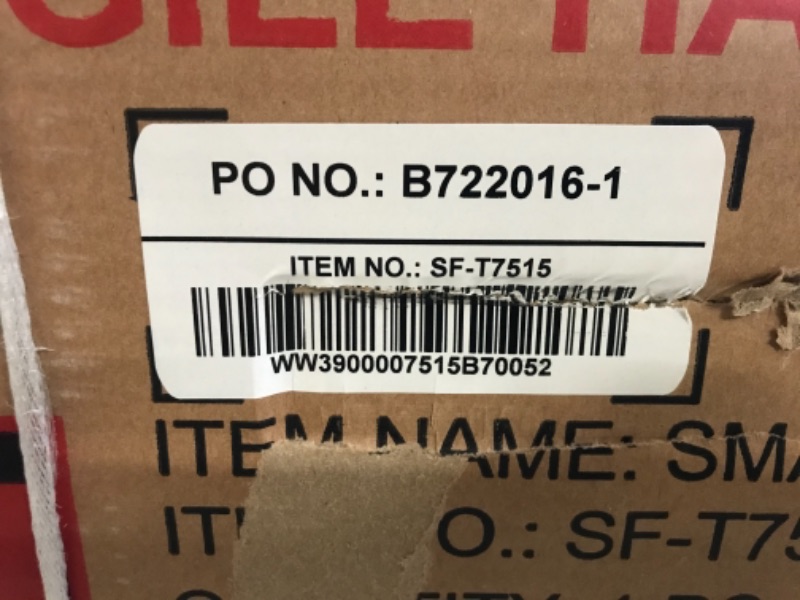 PO NO.: B722016-1
ITEM NO.: SF-T7515
WW3900007515B70052
ITEM NAME: SMA
O.: SF-T75